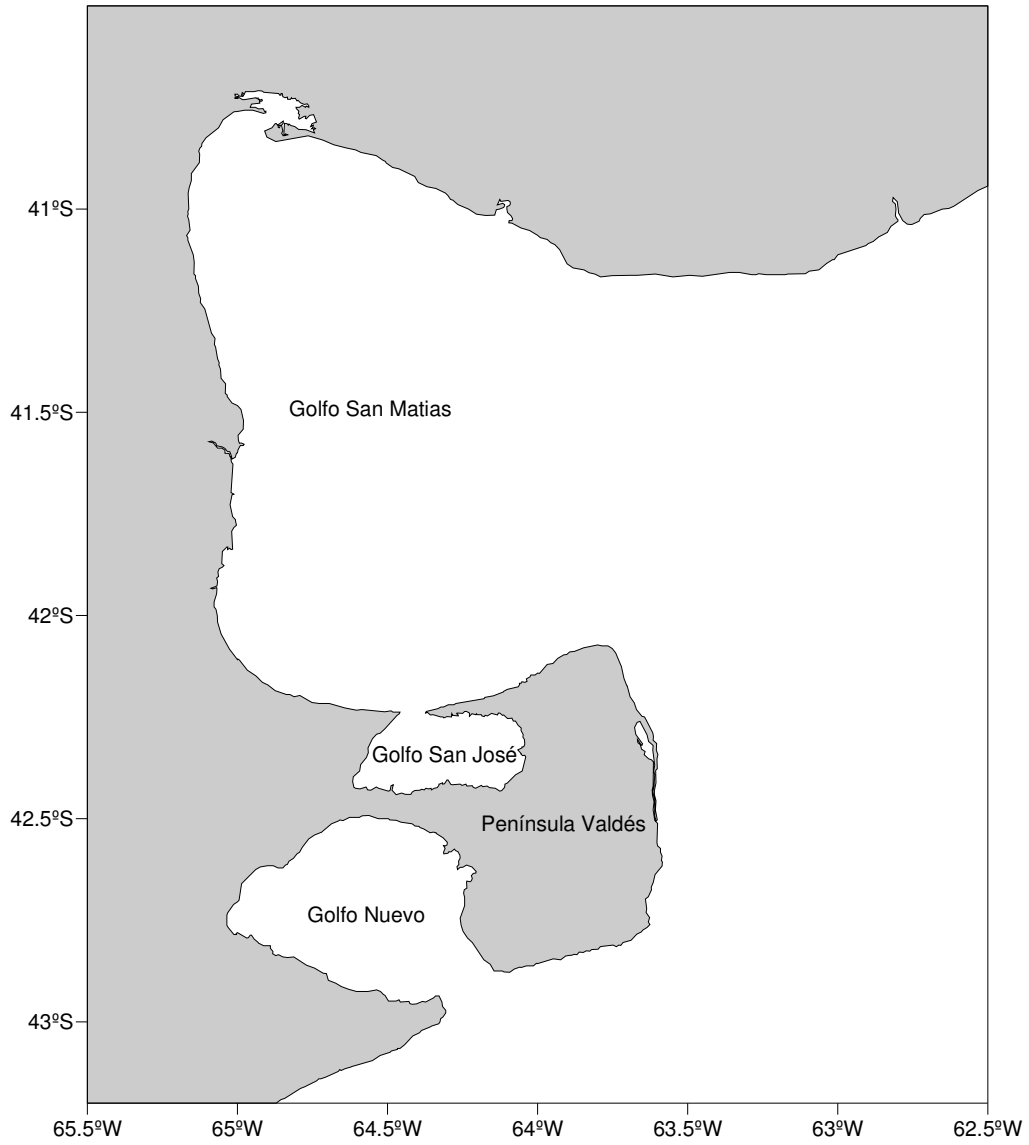 41ºS
41.5ºS
Golfo San Matias
42ºS
Golfo San José
42.5ºS
Península Valdés
Golfo Nuevo
43ºS
65.5ºW 65ºW 64.5ºW 64ºW 63.5ºW 63ºW 62.5ºW